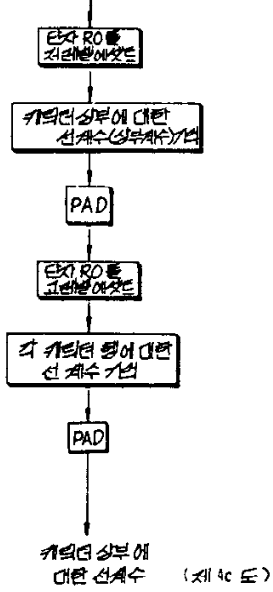 단자 RO를
저레벨에셋트
캐릭터 상부에 대한
선계수(상부계수)기억
PAD
단자 RO를
고레벨에셋트
각 캐릭터 행에 대한
선 계수 기억
PAD
캐릭터 상부에
대한 선계수 (제4c도)